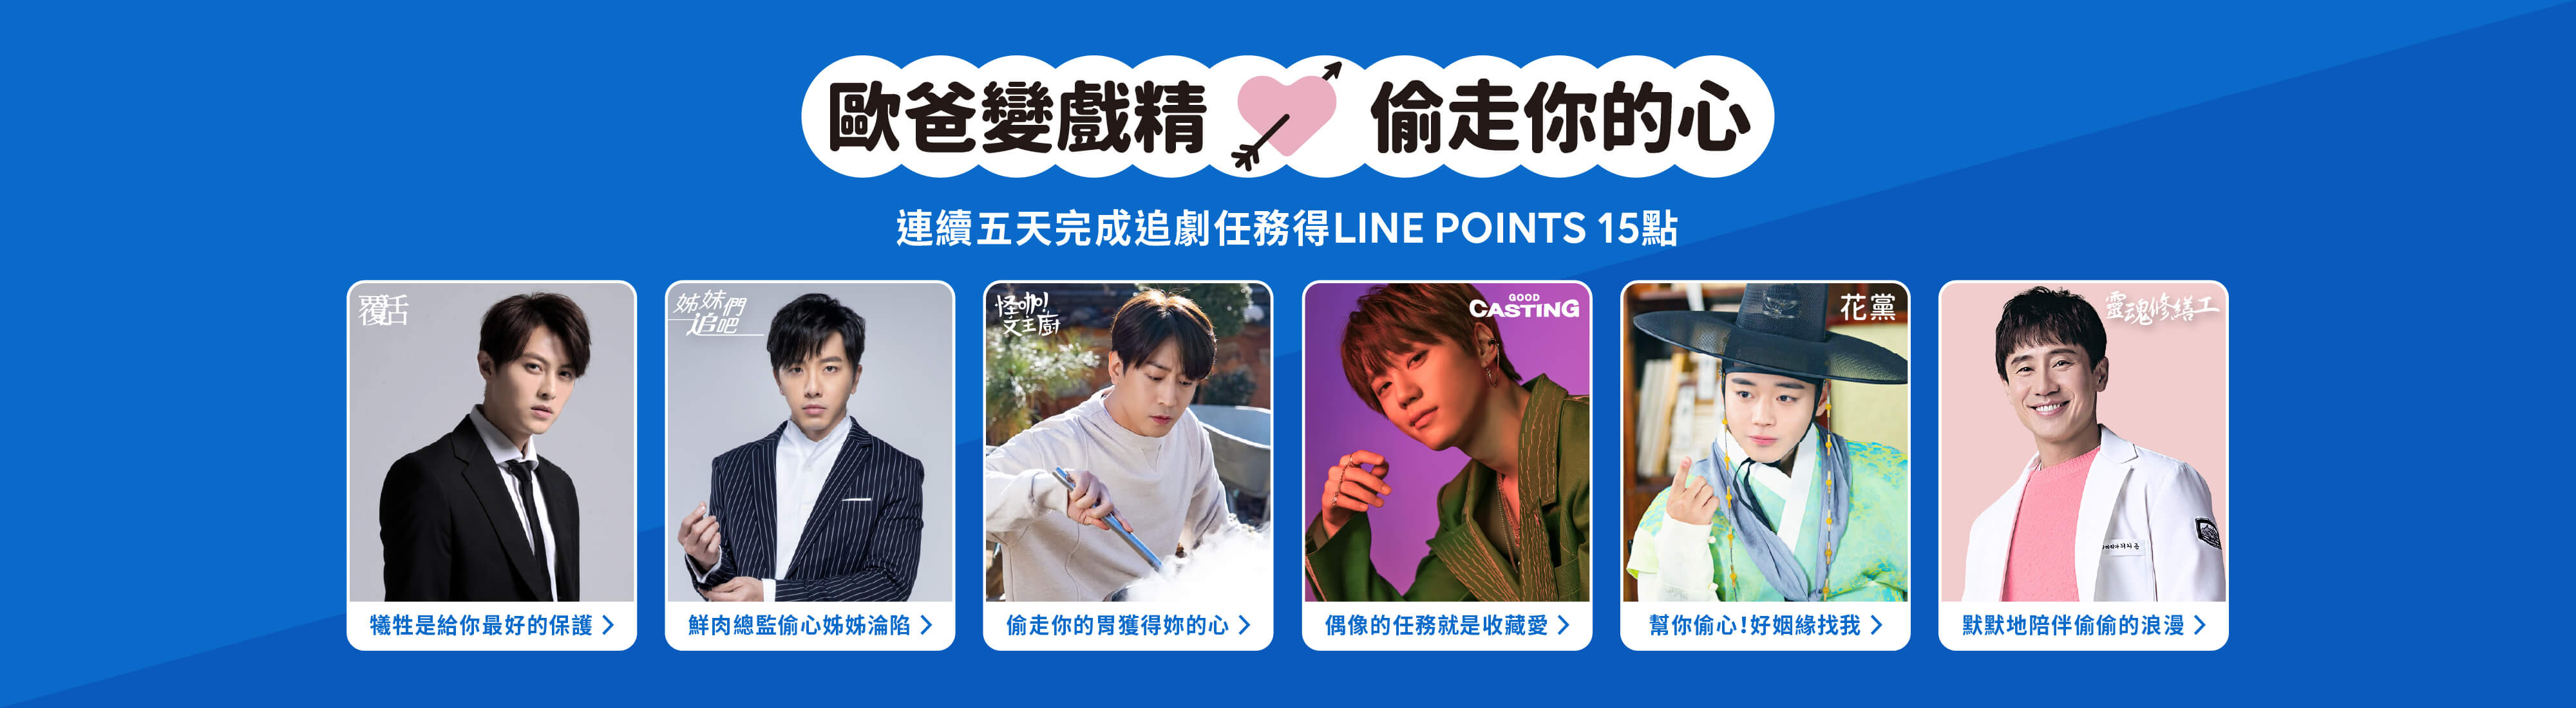 歐爸變戲精 偷走你的心
連續五天完成追劇任務得LINE POINTS 15點
覆活
犧牲是給你最好的保護
姊妹們
追吧
鮮肉總監偷心姊姊淪陷
怪咖!
文主廚
偷走你的胃獲得妳的心
GOOD
CASTING
偶像的任務就是收藏愛
花黨
幫你偷心!好姻緣找我
靈魂修繕工
默默地陪伴偷偷的浪漫